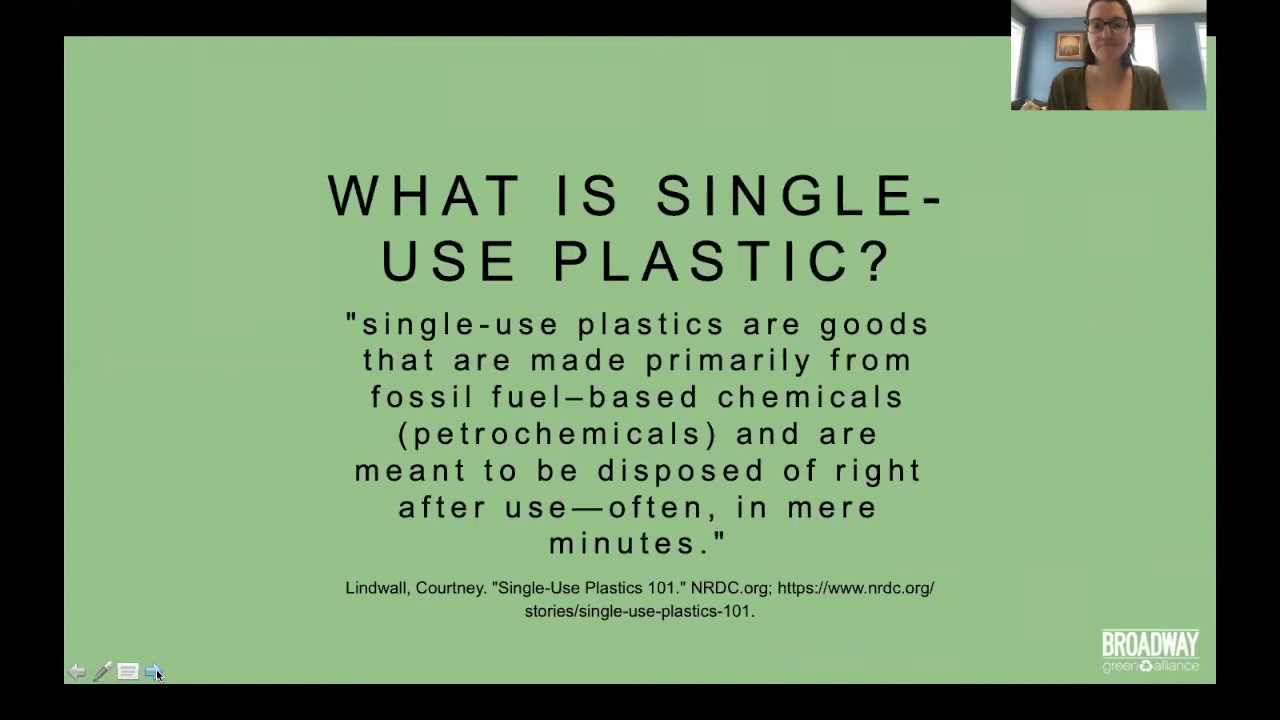 WHAT IS SINGLE-
USE PLASTIC?
"single-use plastics are goods
that are made primarily from
fossil fuel–based chemicals
(petrochemicals) and are
meant to be disposed of right
after use—often, in mere
minutes."
Lindwall, Courtney. "Single-Use Plastics 101." NRDC.org; https://www.nrdc.org/
stories/single-use-plastics-101.
BROADWAY
green alliance